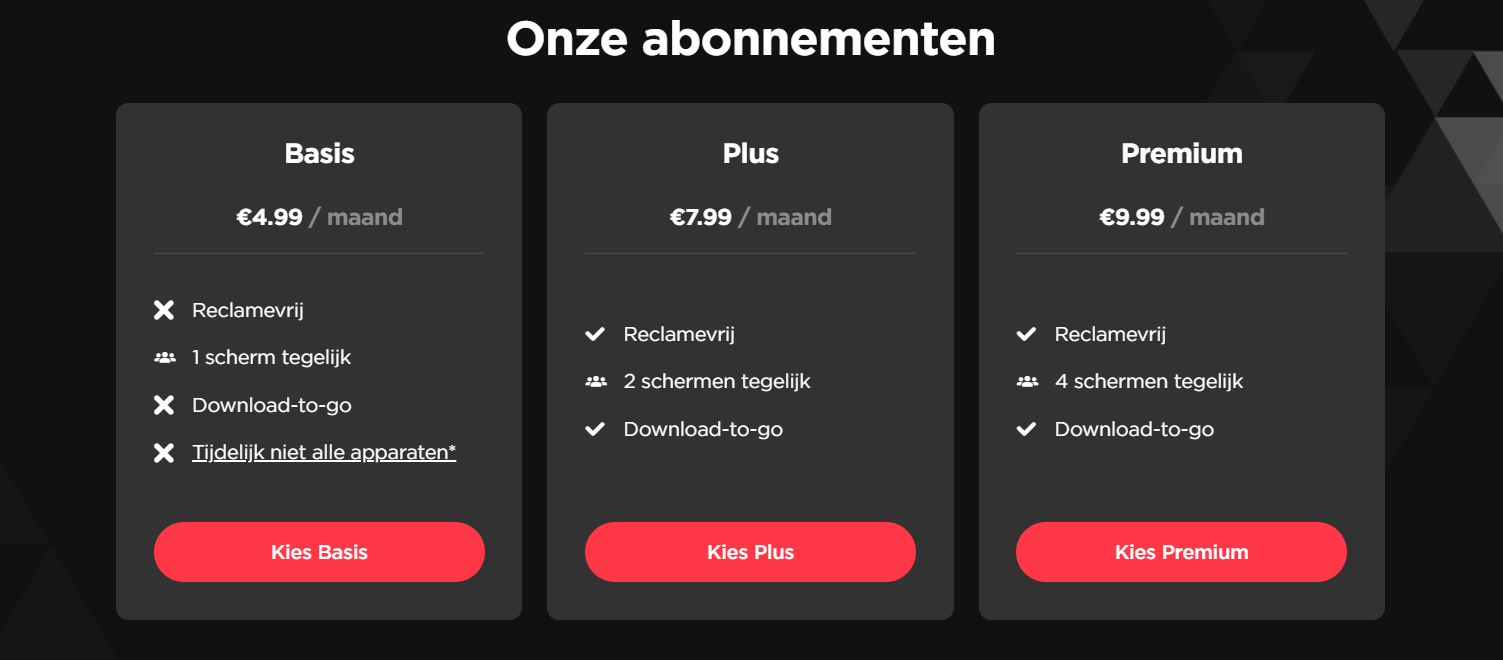 Onze abonnementen
Basis
€4.99 / maand
Reclamevrij
1 scherm tegelijk
Download-to-go
Tijdelijk niet alle apparaten*
Kies Basis
Plus
€7.99 / maand
Reclamevrij
2 schermen tegelijk
Download-to-go
Kies Plus
Premium
€9.99 / maand
Reclamevrij
4 schermen tegelijk
Download-to-go
Kies Premium